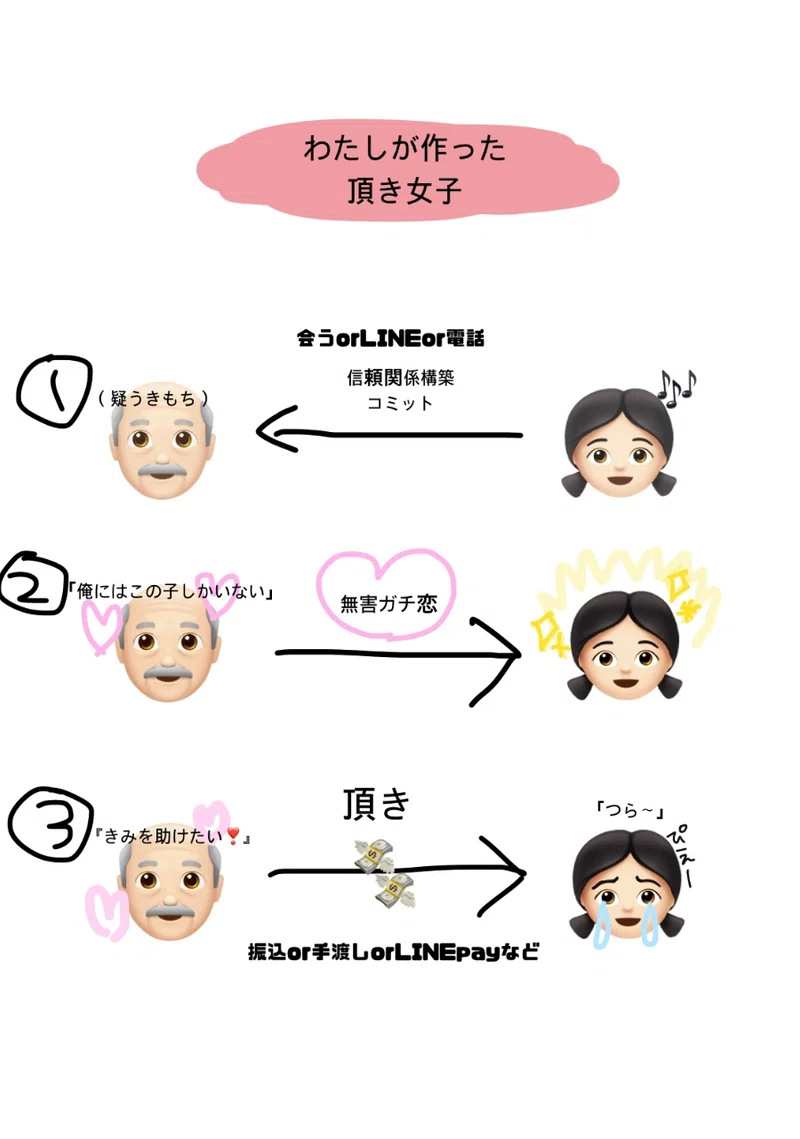 わたしが作った
頂き女子
会うorLINEor電話
1
(疑うきもち)
信頼関係構築
コミット
2
「俺にはこの子しかいない」
無害ガチ恋
3
『きみを助けたい❣』
頂き
「つら～」
ぴえー
振込or手渡しorLINEpayなど